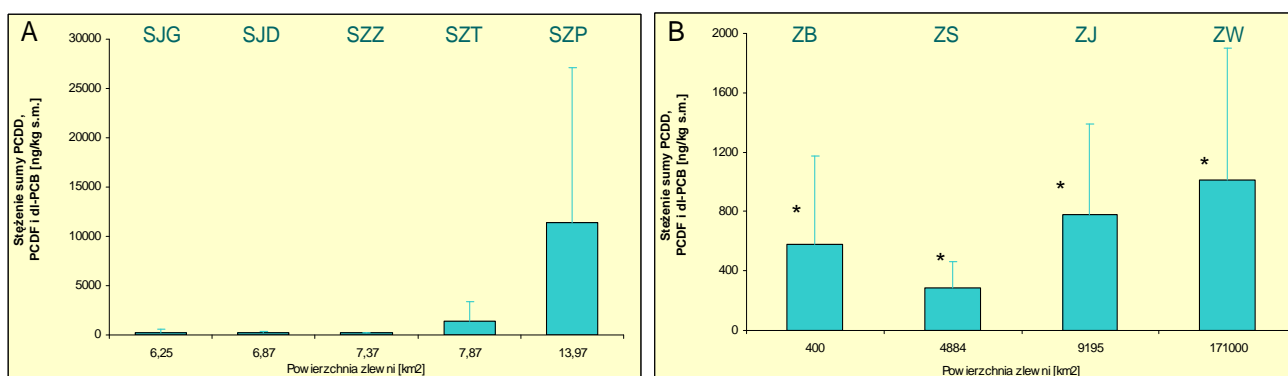 A
SJG SJD SZZ SZT SZP
Stężenie sumy PCDD,
PCDF i dl-PCB [ng/kg s.m.]
30000
25000
20000
15000
10000
5000
0
6,25 6,87 7,37 7,87 13,97
Powierzchnia zlewni [km2]
B
ZB ZS ZJ ZW
Stężenie sumy PCDD,
PCDF i dl-PCB [ng/kg s.m.]
2000
1600
1200
800
400
0
* * * *
400 4884 9195 171000
Powierzchnia zlewni [km2]